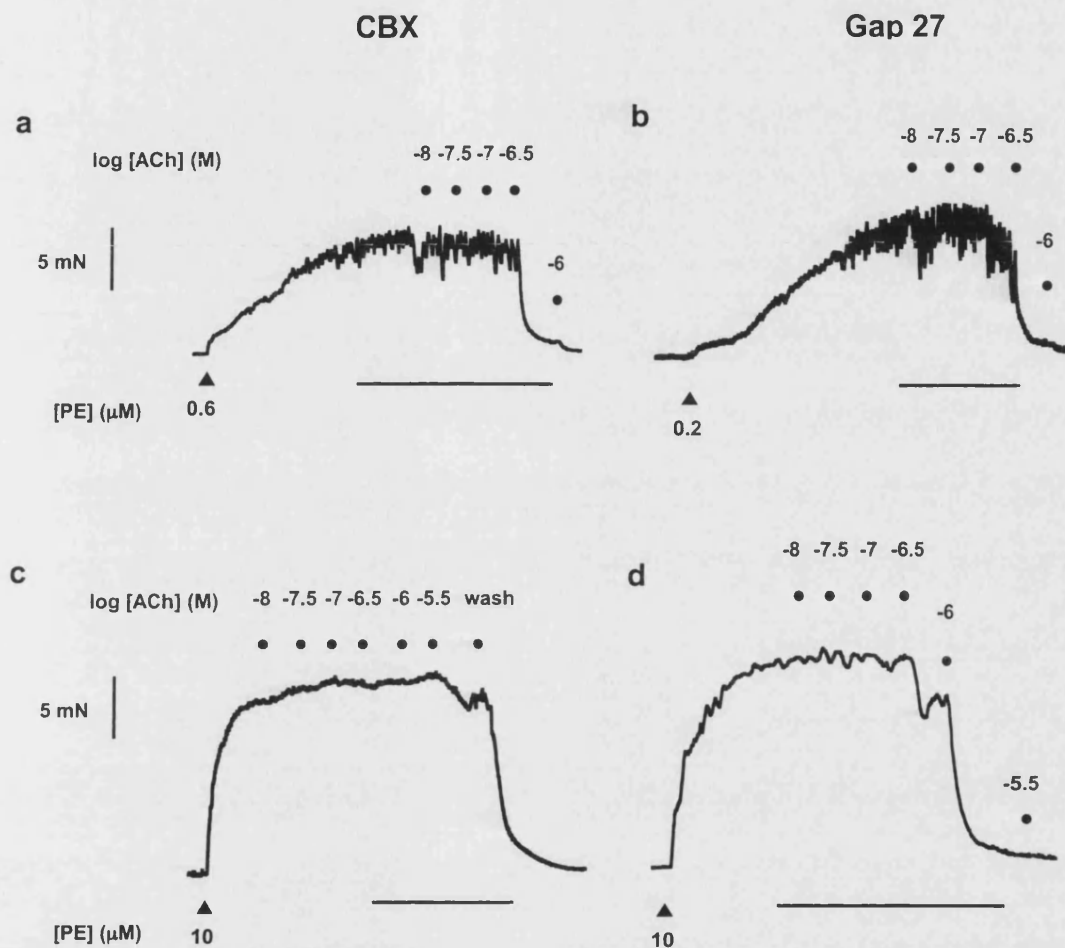 CBX Gap 27
a
b
-8 -7.5 -7 -6.5
-8 -7.5 -7 -6.5
log [ACh] (M)
5 mN
-6
-6
[PE] (μM)
0.6
0.2
c
d
-8 -7.5 -7 -6.5
log [ACh] (M) -8 -7.5 -7 -6.5 -6 -5.5 wash
-6
5 mN
-5.5
[PE] (μM)
10
10